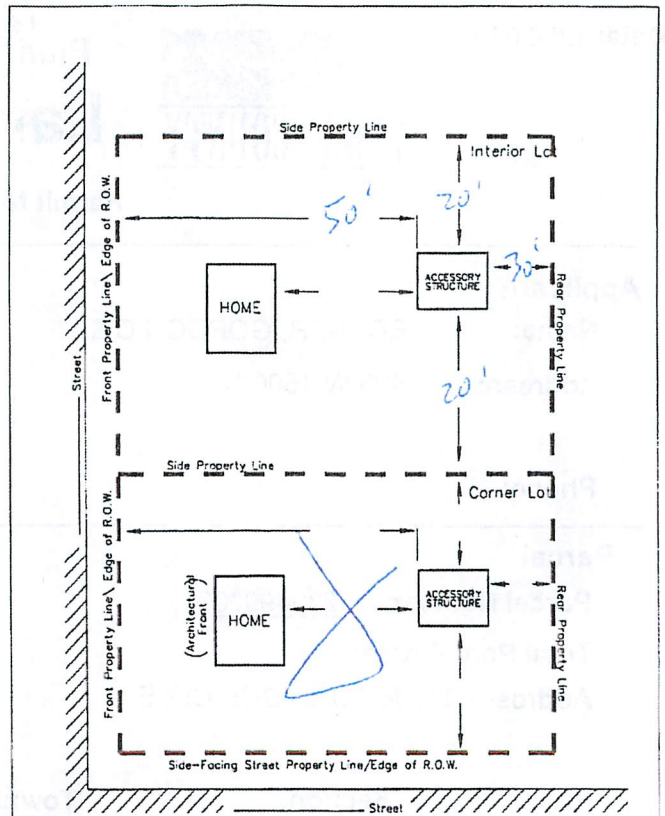 Side Property Line
Interior Lo
50'
20'
30'
ACCESSORY
STRUCTURE
HOME
Front Property Line\ Edge of R.O.W.
Rear Property Line
Street
20'
Side Property Line
Corner Lot
ACCESSORY
STRUCTURE
HOME
(Architectural
Front)
Front Property Line\ Edge of R.O.W.
Rear Property Line
Side-Facing Street Property Line/Edge of R.O.W.
Street